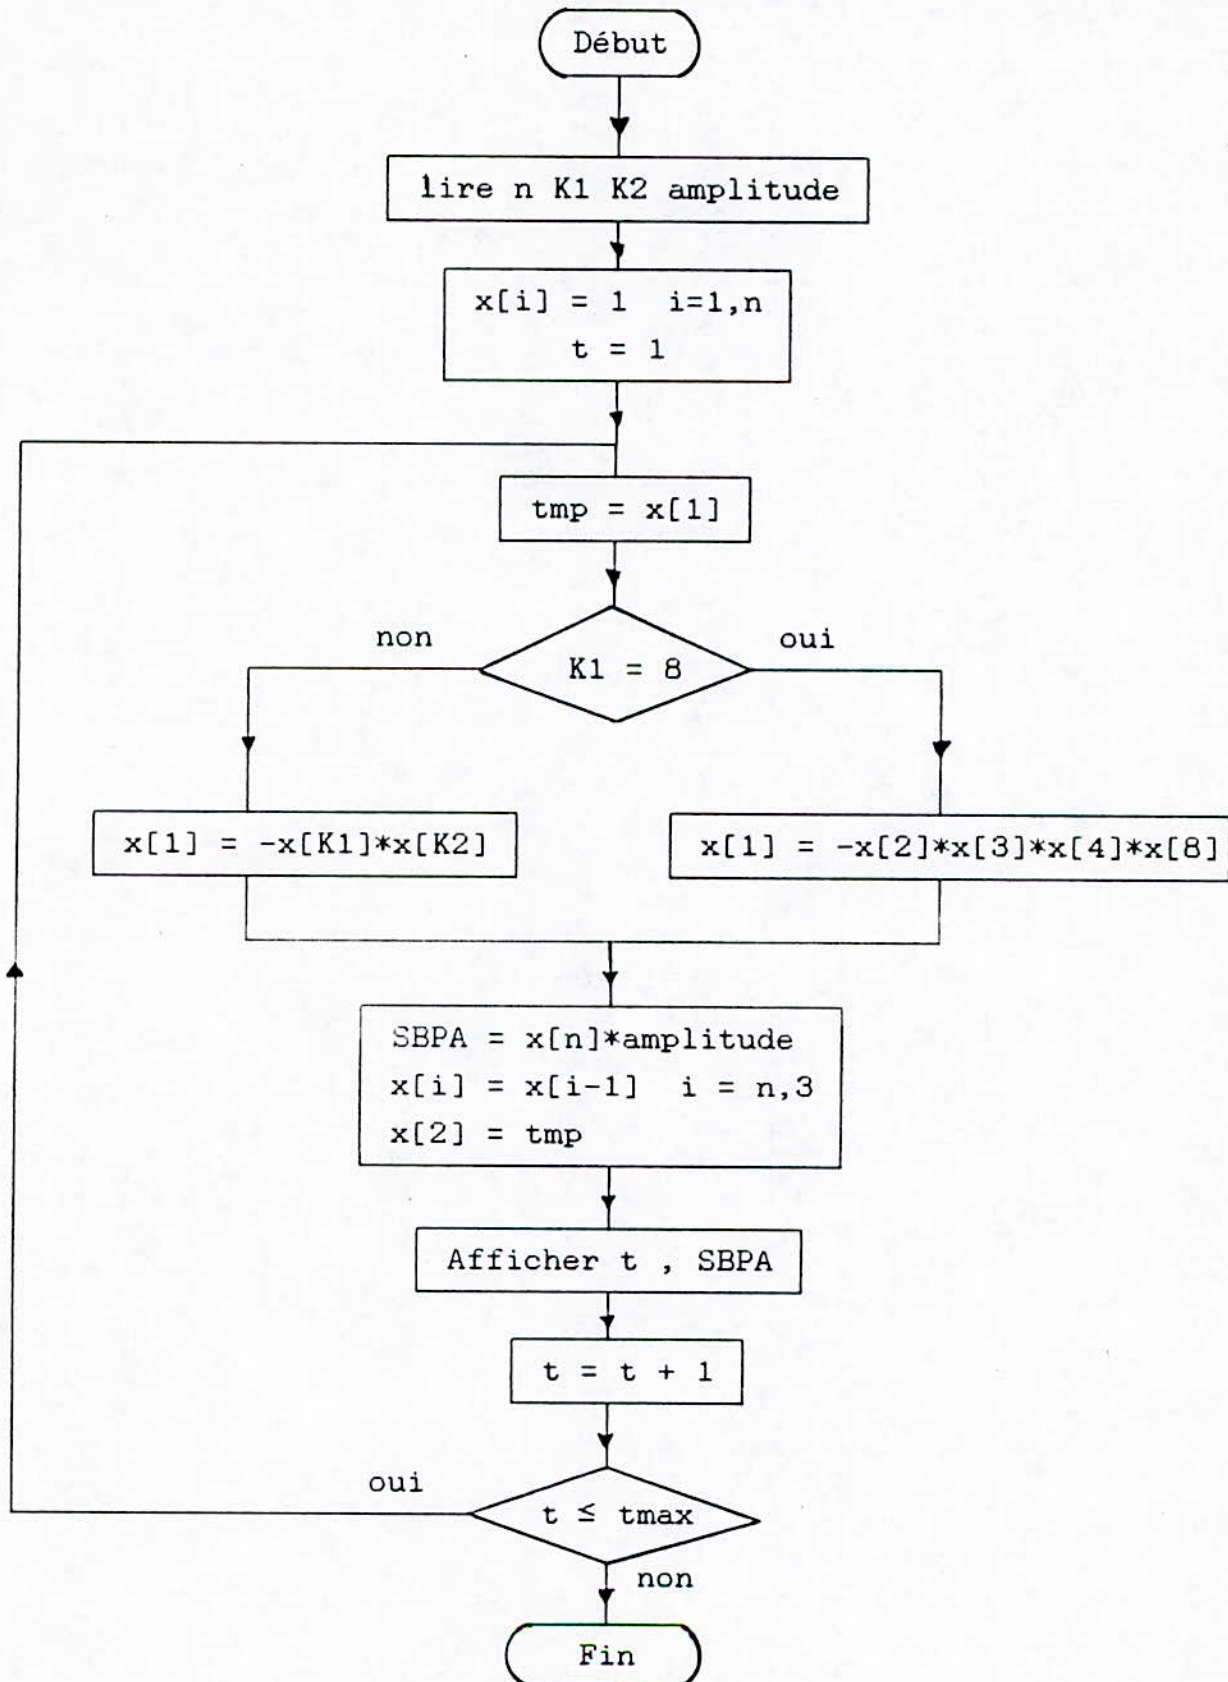 Début
lire n K1 K2 amplitude
x[i] = 1 i=1,n
t = 1
tmp = x[1]
non
oui
K1 = 8
x[1] = -x[K1]*x[K2]
x[1] = -x[2]*x[3]*x[4]*x[8]
SBPA = x[n]*amplitude
x[i] = x[i-1] i = n,3
x[2] = tmp
Afficher t , SBPA
t = t + 1
oui
t ≤ tmax
non
Fin